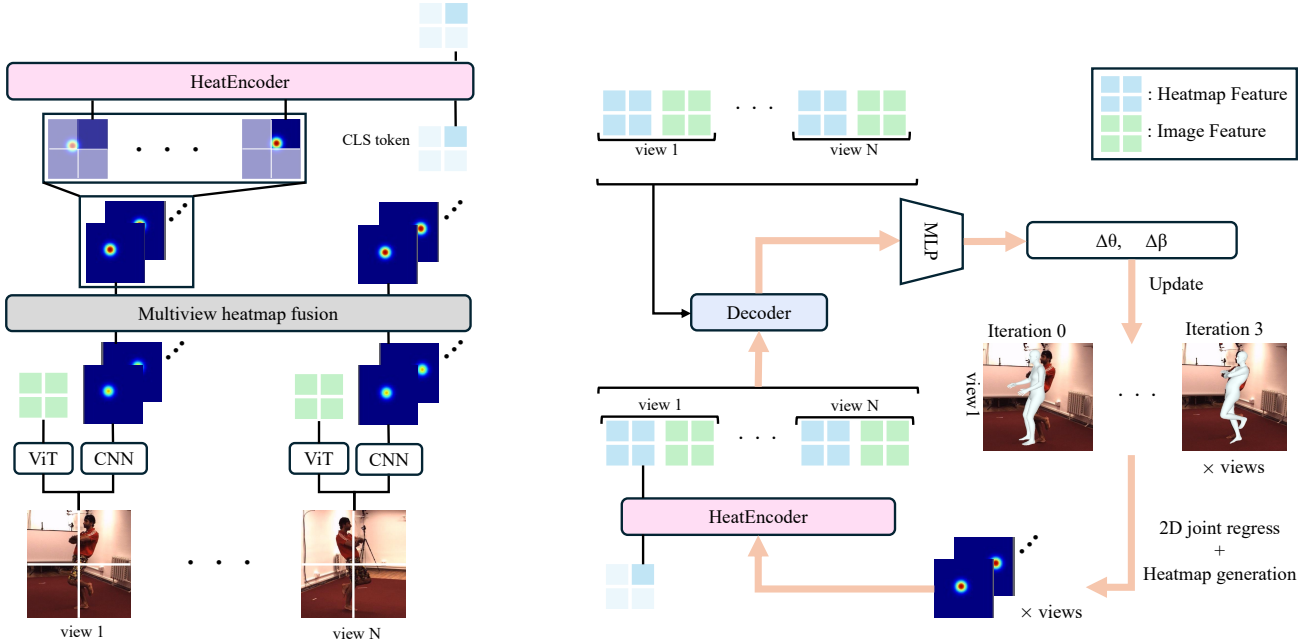 HeatEncoder
CLS token
. . .
Multiview heatmap fusion
ViT
CNN
ViT
CNN
. . .
view 1
view N
. . .
view 1
view N
: Heatmap Feature
: Image Feature
MLP
Δθ, Δβ
Update
Decoder
Iteration 0
Iteration 3
view1
. . .
× views
view 1
view N
. . .
HeatEncoder
2D joint regress
+
Heatmap generation
× views